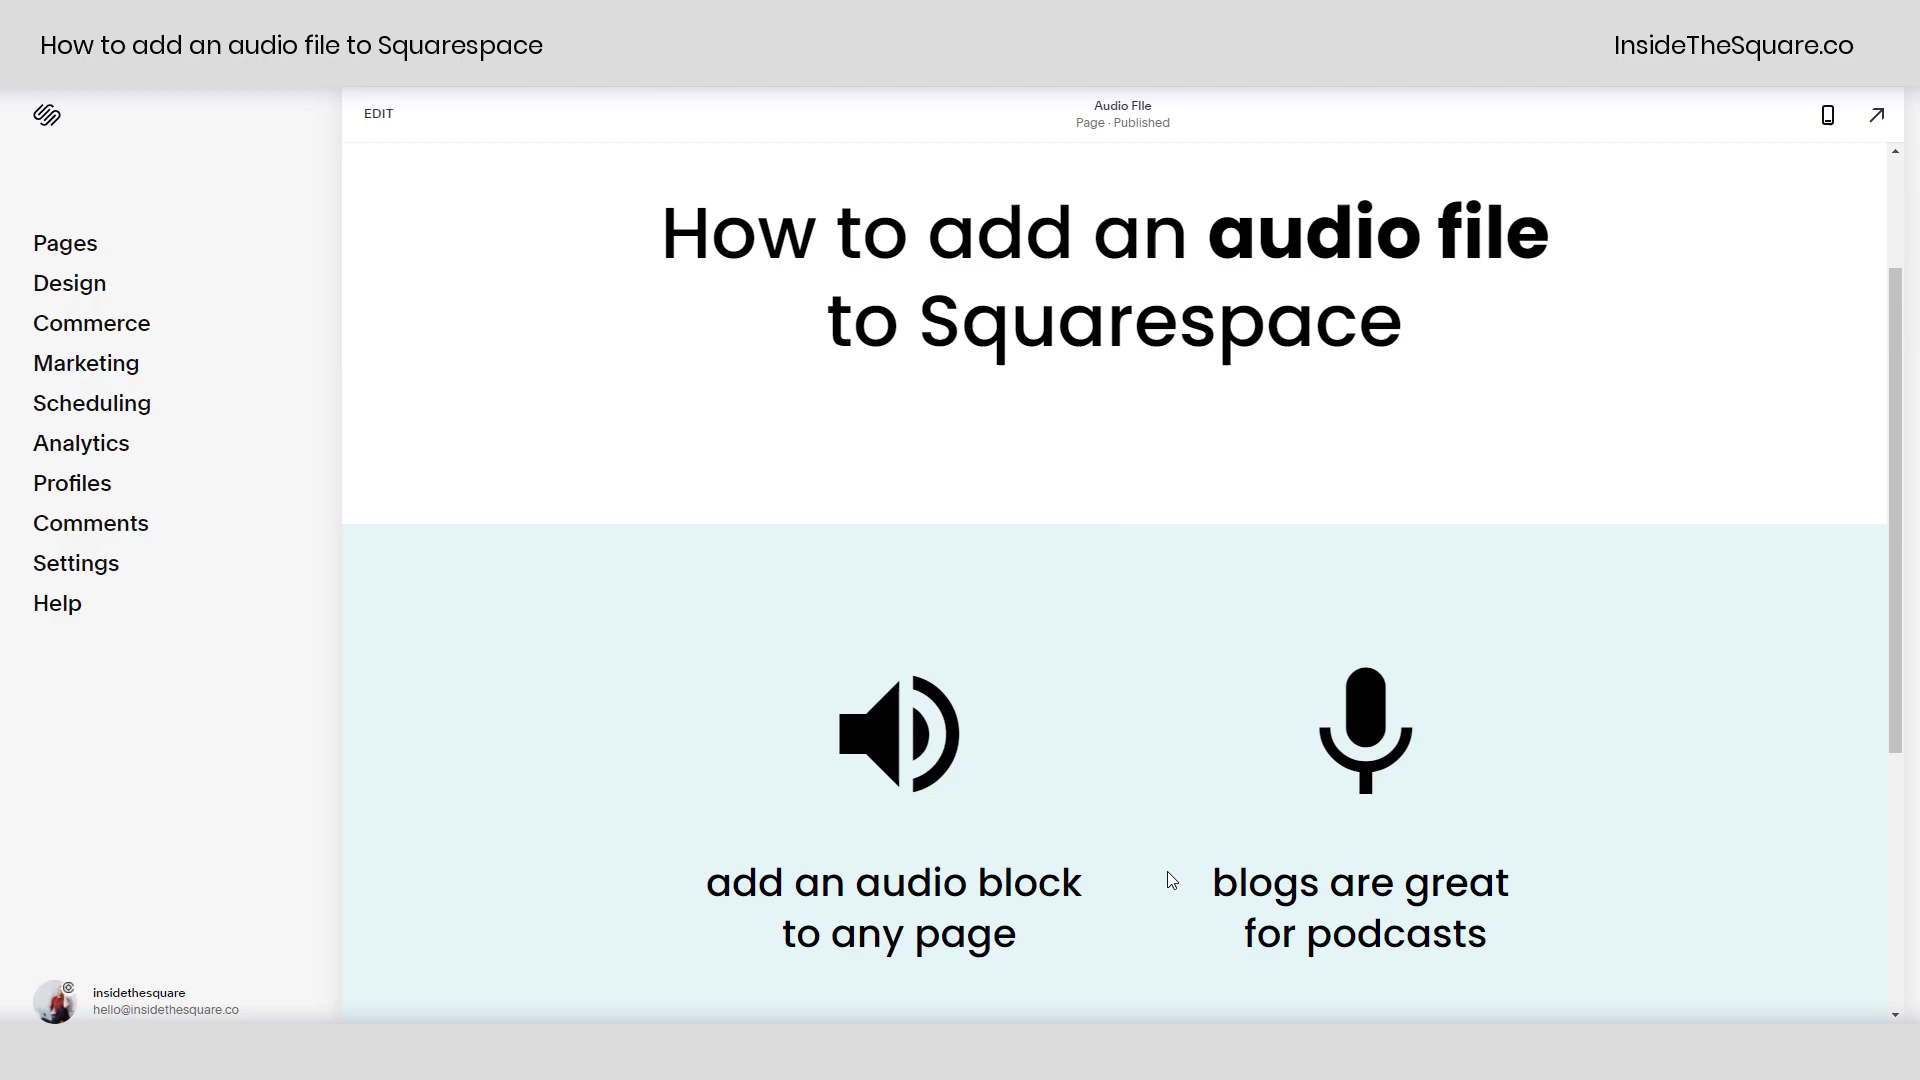 How to add an audio file to Squarespace
InsideTheSquare.co
EDIT
Audio FIle
Page · Published
Pages
Design
Commerce
Marketing
Scheduling
Analytics
Profiles
Comments
Settings
Help
How to add an audio file
to Squarespace
add an audio block
to any page
blogs are great
for podcasts
insidethesquare
hello@insidethesquare.co